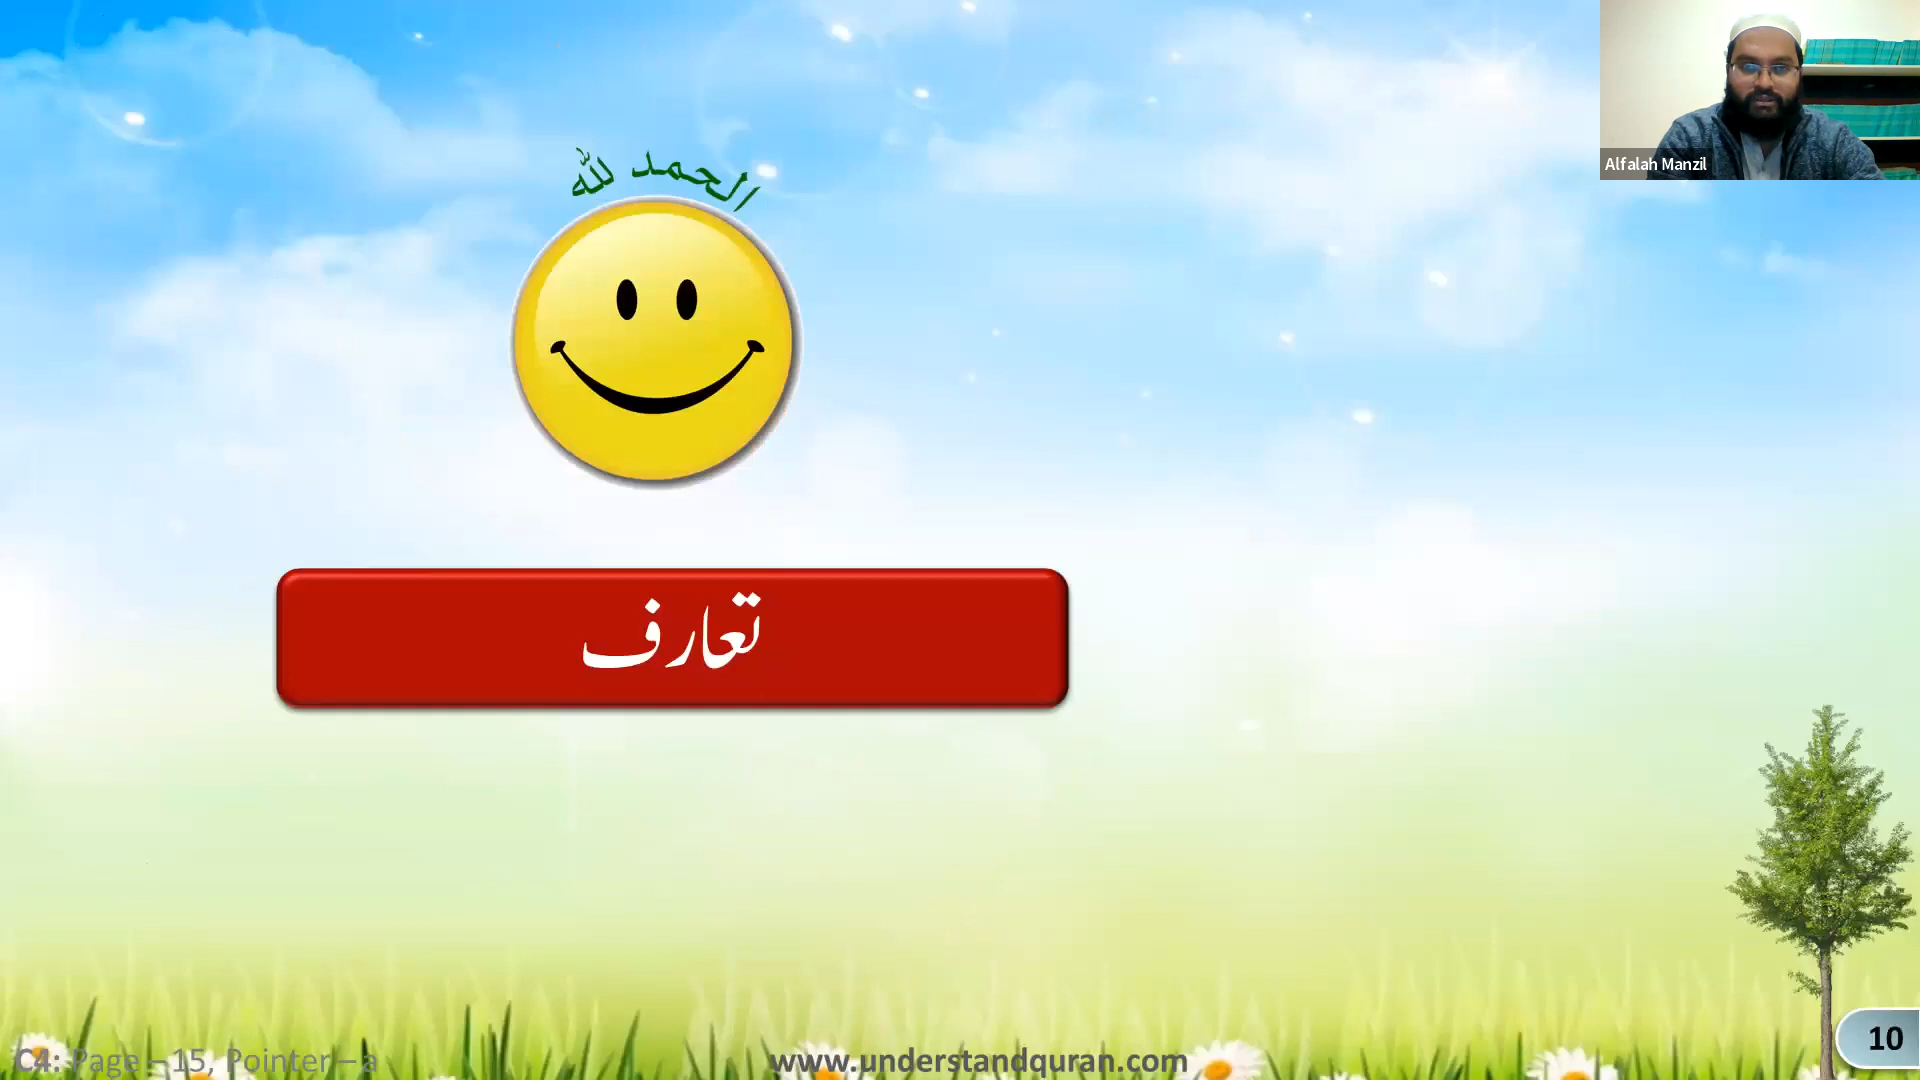 Alfalah Manzil
الحمد لله
تعارف
C4: Page – 15, Pointer – a
www.understandquran.com
10